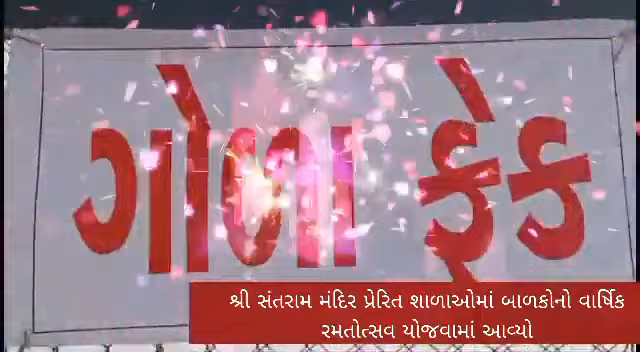 ગોળા ફેંક
શ્રી સંતરામ મંદિર પ્રેરિત શાળાઓમાં બાળકોનો વાર્ષિક
રમતોત્સવ યોજવામાં આવ્યો